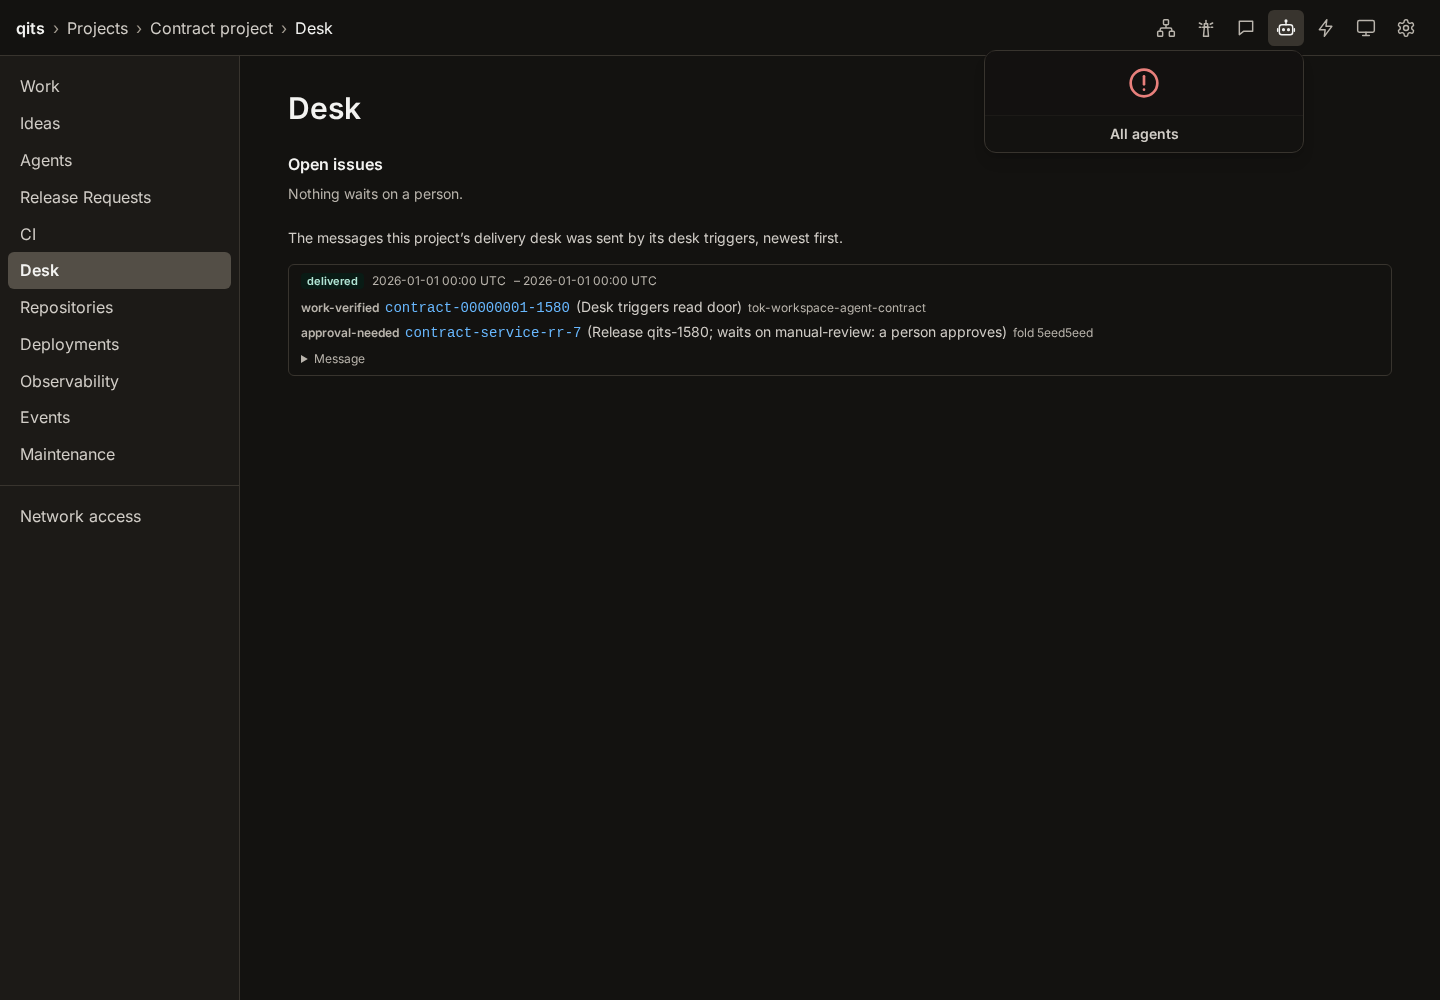 qits › Projects › Contract project › Desk
All agents
Work
Ideas
Agents
Release Requests
CI
Desk
Repositories
Deployments
Observability
Events
Maintenance
Network access
Desk
Open issues
Nothing waits on a person.
The messages this project’s delivery desk was sent by its desk triggers, newest first.
delivered 2026-01-01 00:00 UTC – 2026-01-01 00:00 UTC
work-verified contract-00000001-1580 (Desk triggers read door) tok-workspace-agent-contract
approval-needed contract-service-rr-7 (Release qits-1580; waits on manual-review: a person approves) fold 5eed5eed
Message